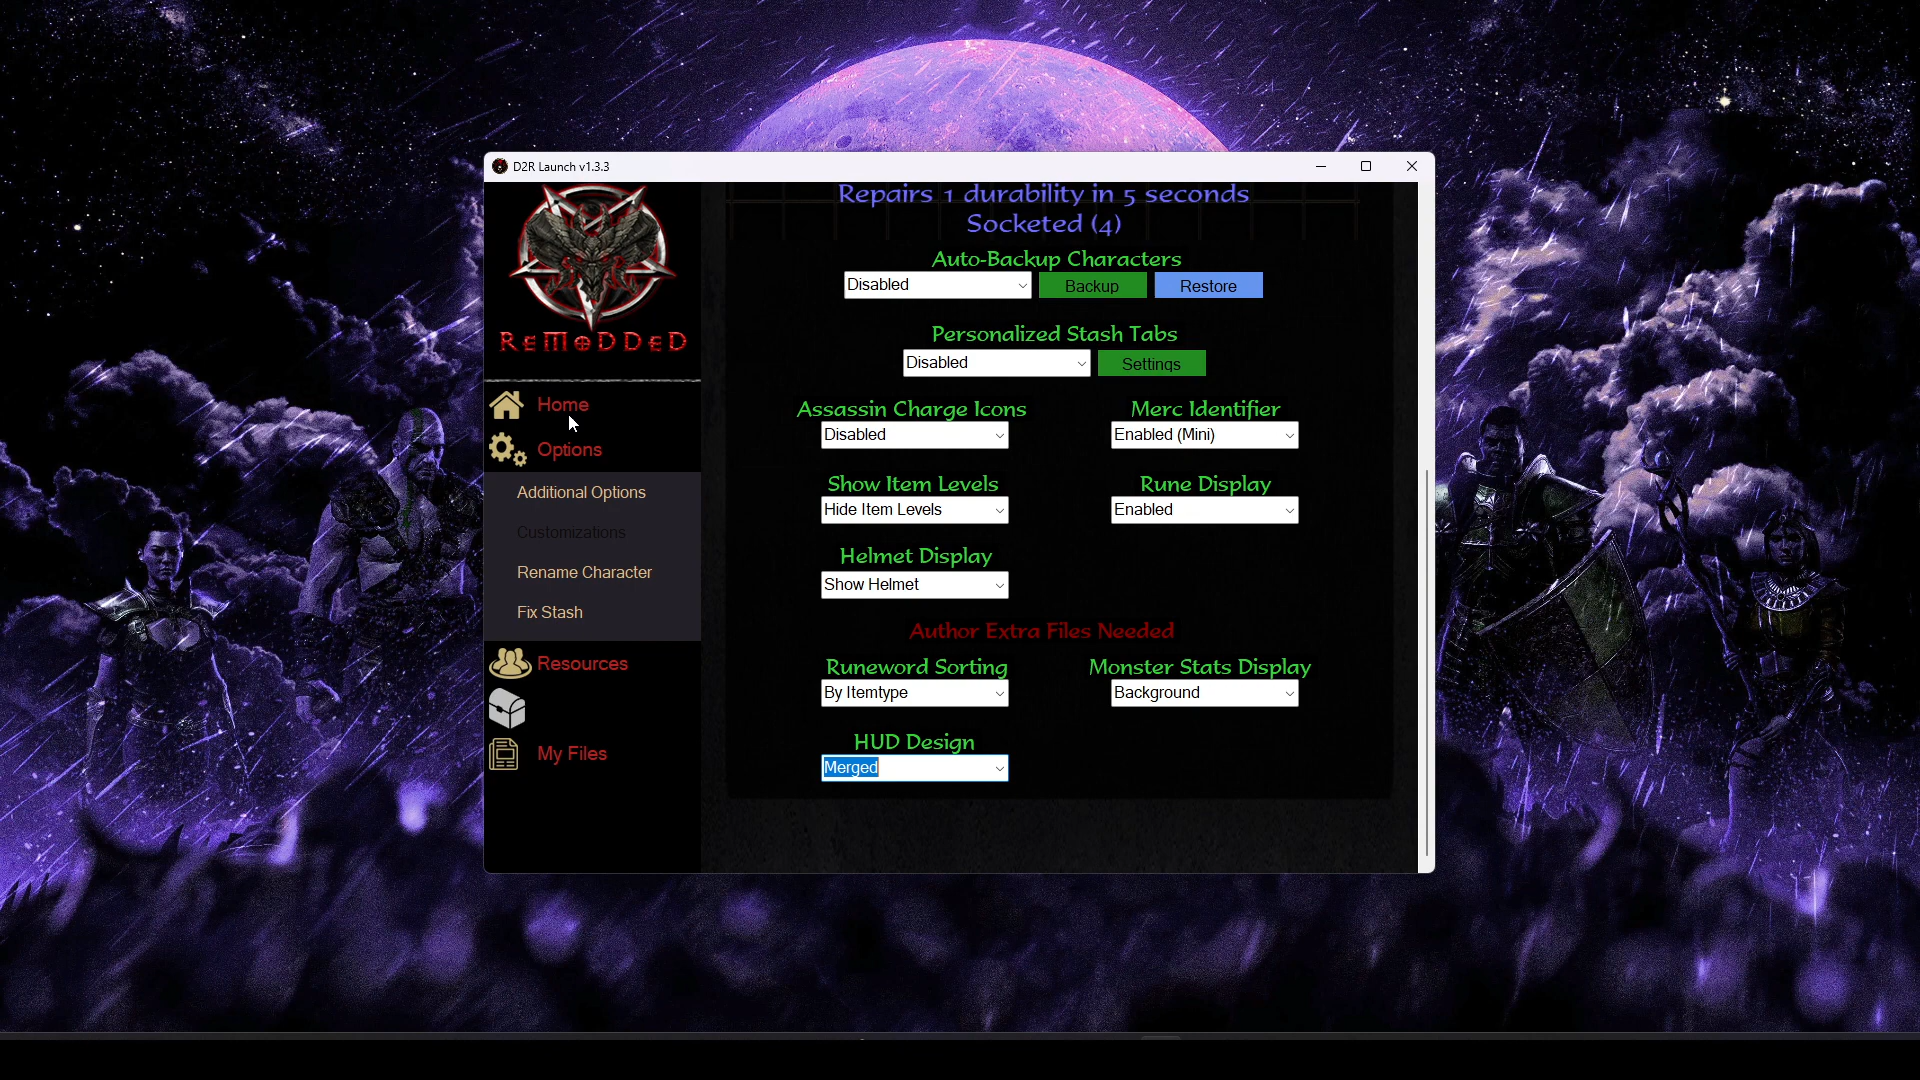 D2R Launch v1.3.3
ReMoDDeD
Home
Options
Additional Options
Customizations
Rename Character
Fix Stash
Resources
My Files
Repairs 1 durability in 5 seconds
Socketed (4)
Auto-Backup Characters
Disabled
Backup
Restore
Personalized Stash Tabs
Disabled
Settings
Assassin Charge Icons
Merc Identifier
Disabled
Enabled (Mini)
Show Item Levels
Rune Display
Hide Item Levels
Enabled
Helmet Display
Show Helmet
Author Extra Files Needed
Runeword Sorting
Monster Stats Display
By Itemtype
Background
HUD Design
Merged